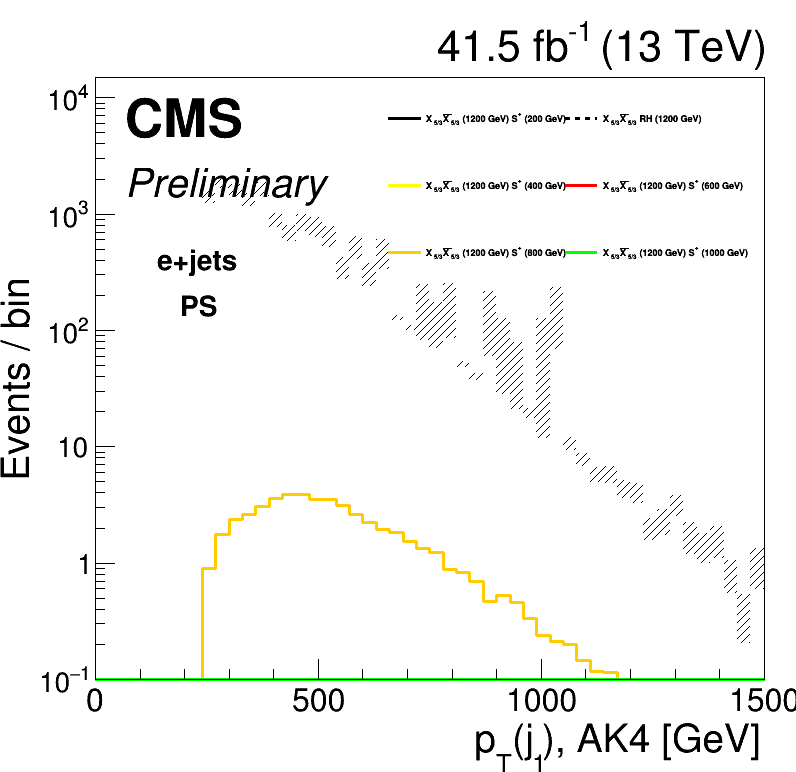 41.5 fb⁻¹ (13 TeV)
CMS
Preliminary
e+jets
PS
X₅/₃X̅₅/₃ (1200 GeV) S⁺ (200 GeV)
X₅/₃X̅₅/₃ RH (1200 GeV)
X₅/₃X̅₅/₃ (1200 GeV) S⁺ (400 GeV)
X₅/₃X̅₅/₃ (1200 GeV) S⁺ (600 GeV)
X₅/₃X̅₅/₃ (1200 GeV) S⁺ (800 GeV)
X₅/₃X̅₅/₃ (1200 GeV) S⁺ (1000 GeV)
Events / bin
10⁴
10³
10²
10
1
10⁻¹
0 500 1000 1500
p_T(j₁), AK4 [GeV]